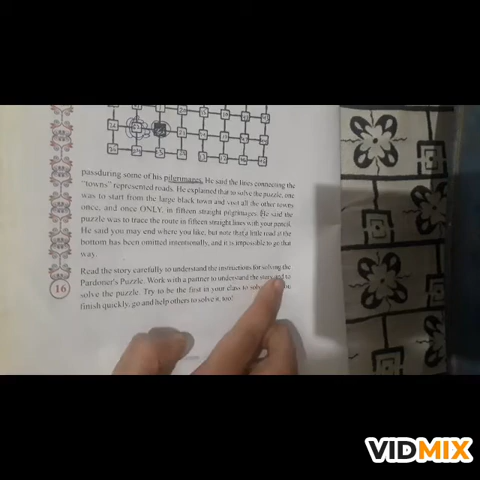 passduring some of his pilgrimages. He said the lines connecting the
"towns" represented roads. He explained that to solve the puzzle, one
was to start from the large black town and visit all the other towns
once, and once ONLY, in fifteen straight pilgrimages. He said the
puzzle was to trace the route in fifteen straight lines with your pencil.
He said you may end where you like, but note that a little road at the
bottom has been omitted intentionally, and it is impossible to go that
way.
Read the story carefully to understand the instructions for solving the
Pardoner's Puzzle. Work with a partner to understand the story and to
solve the puzzle. Try to be the first in your class to solve
finish quickly, go and help others to solve it, too!
16
VIDMIX